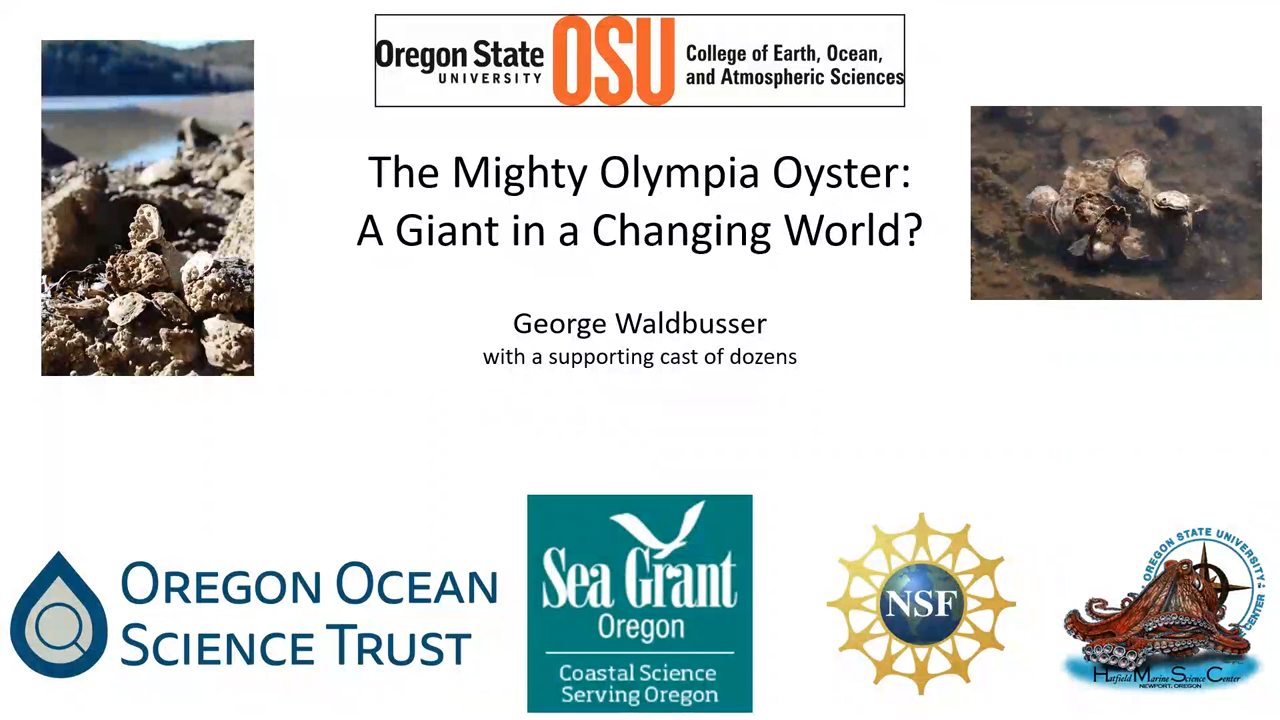 Oregon State
UNIVERSITY
OSU
College of Earth, Ocean,
and Atmospheric Sciences
The Mighty Olympia Oyster:
A Giant in a Changing World?
George Waldbusser
with a supporting cast of dozens
OREGON OCEAN
SCIENCE TRUST
Sea Grant
Oregon
Coastal Science
Serving Oregon
NSF
OREGON STATE UNIVERSITY
CENTER
Hatfield Marine Science Center
NEWPORT, OREGON